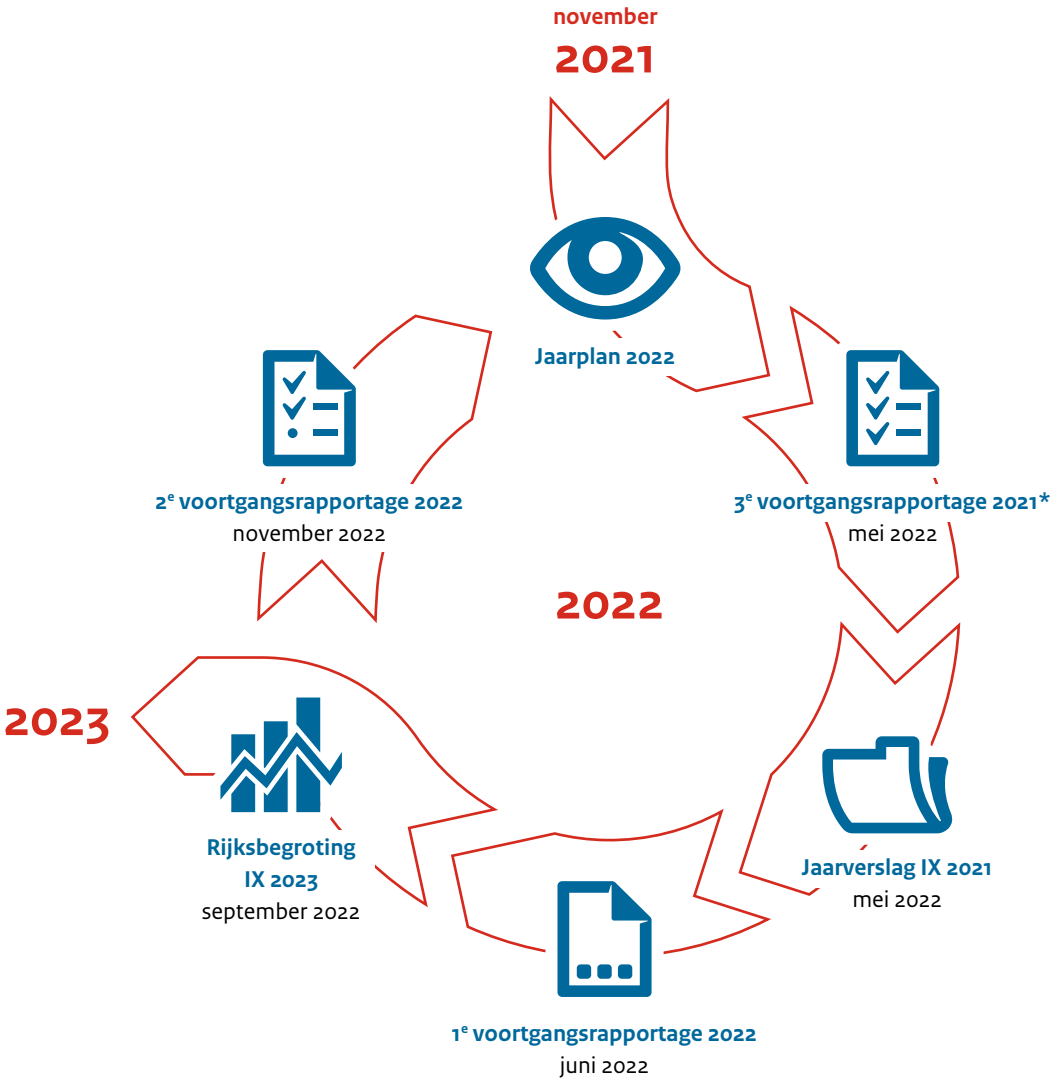 november
2021
Jaarplan 2022
3e voortgangsrapportage 2021*
mei 2022
Jaarverslag IX 2021
mei 2022
1e voortgangsrapportage 2022
juni 2022
Rijksbegroting
IX 2023
september 2022
2023
2e voortgangsrapportage 2022
november 2022
2022